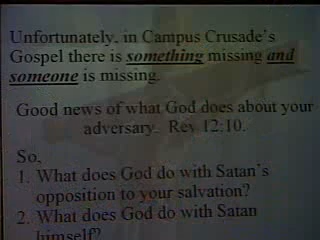 Unfortunately, in Campus Crusade's
Gospel there is something missing and
someone is missing.
Good news of what God does about your
adversary. Rev 12:10.
So,
1. What does God do with Satan's
opposition to your salvation?
2. What does God do with Satan
himself?